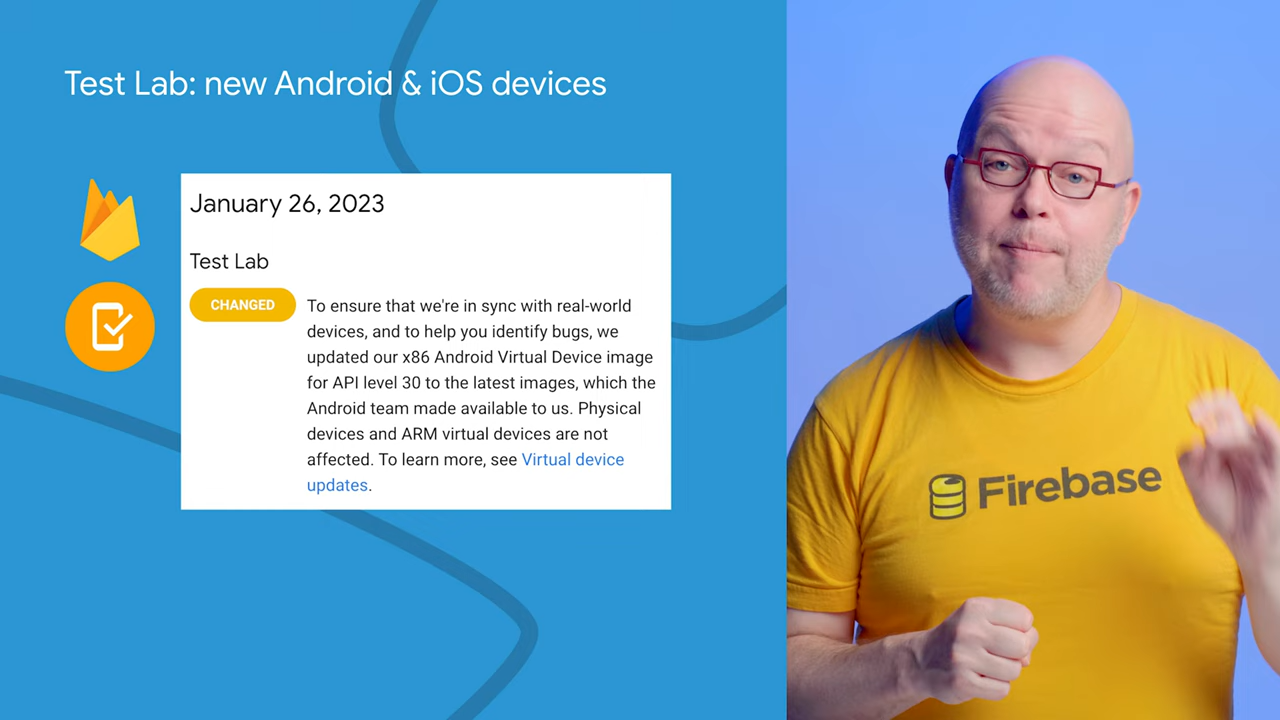 Test Lab: new Android & iOS devices
January 26, 2023
Test Lab
CHANGED
To ensure that we're in sync with real-world
devices, and to help you identify bugs, we
updated our x86 Android Virtual Device image
for API level 30 to the latest images, which the
Android team made available to us. Physical
devices and ARM virtual devices are not
affected. To learn more, see Virtual device
updates.
Firebase